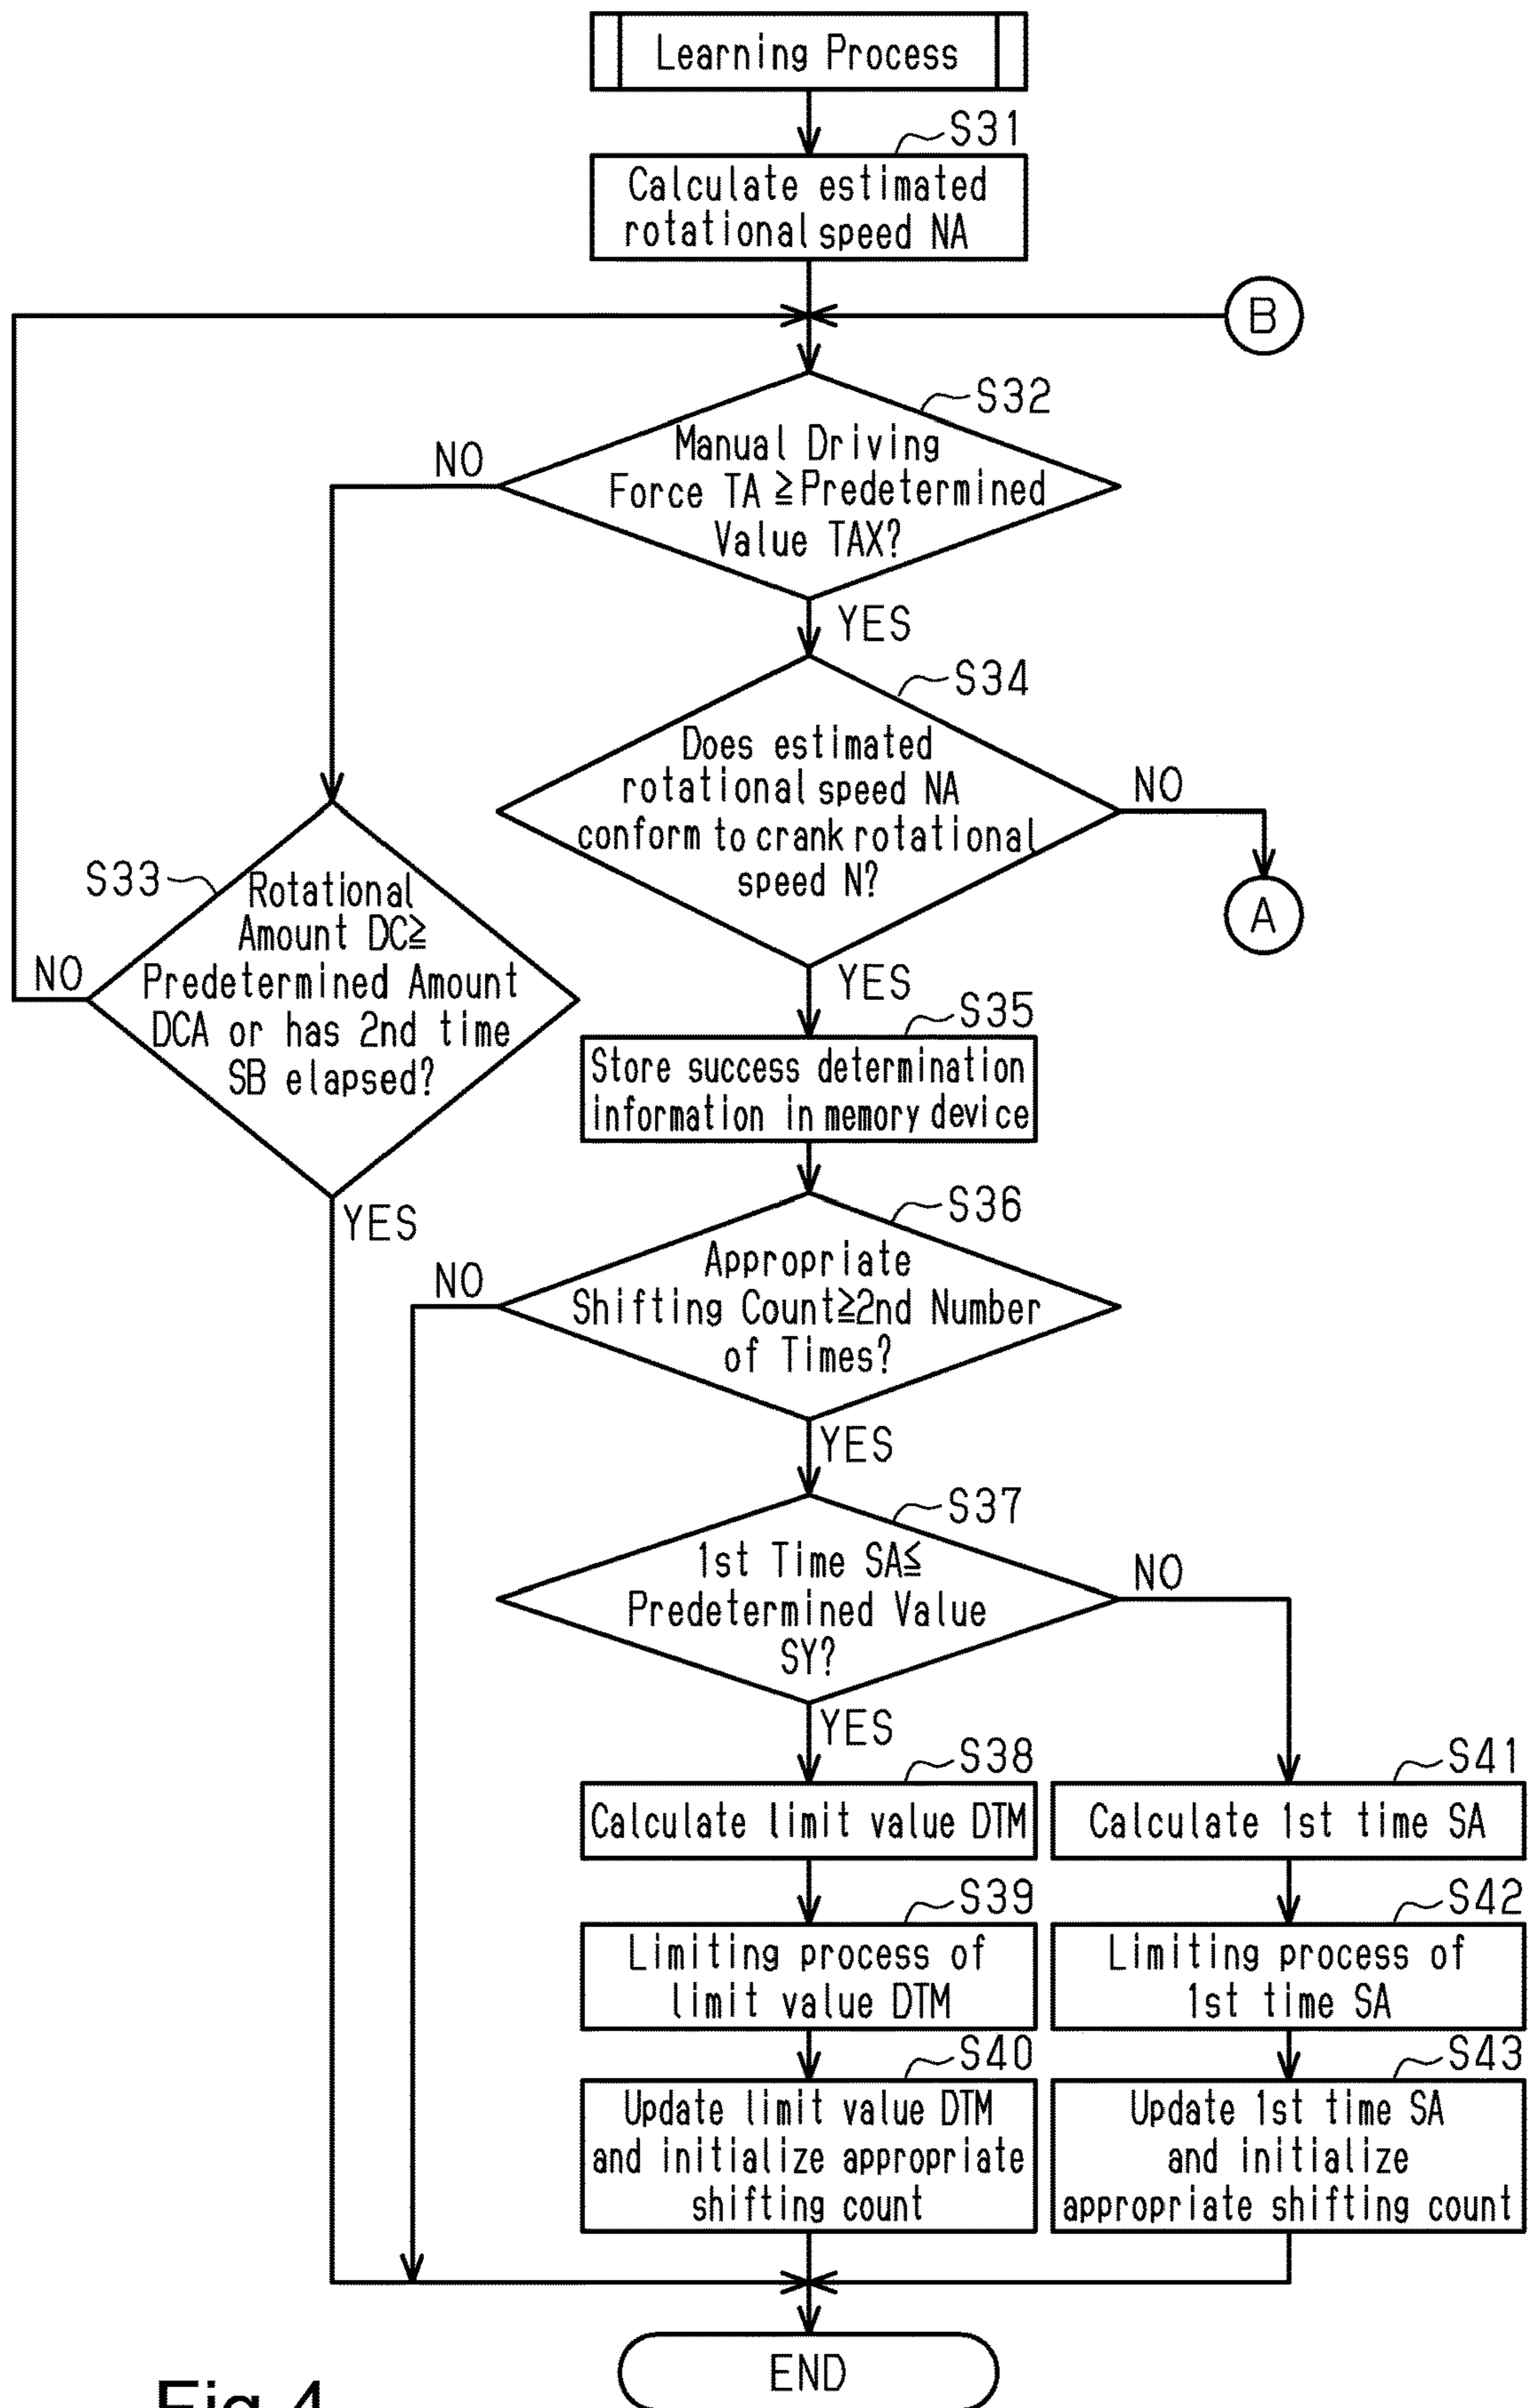 Learning Process
S31
Calculate estimated
rotational speed NA
B
S32
Manual Driving
Force TA ≧Predetermined
Value TAX?
NO
YES
S34
Does estimated
rotational speed NA
conform to crank rotational
speed N?
NO
A
YES
S33
Rotational
Amount DC≧
Predetermined Amount
DCA or has 2nd time
SB elapsed?
NO
YES
S35
Store success determination
information in memory device
S36
Appropriate
Shifting Count≧2nd Number
of Times?
NO
YES
S37
1st Time SA≦
Predetermined Value
SY?
NO
YES
S38
Calculate limit value DTM
S41
Calculate 1st time SA
S39
Limiting process of
limit value DTM
S42
Limiting process of
1st time SA
S40
Update limit value DTM
and initialize appropriate
shifting count
S43
Update 1st time SA
and initialize
appropriate shifting count
END
Fig.4